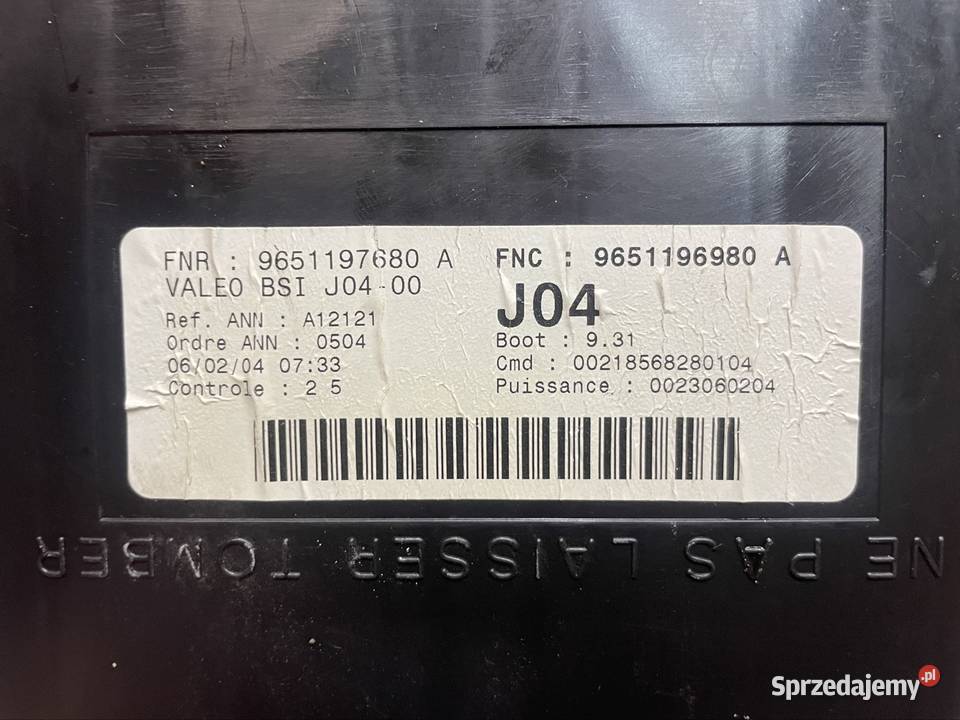 FNR : 9651197680 A
VALEO BSI J04-00
Ref. ANN : A12121
Ordre ANN : 0504
06/02/04 07:33
Controle : 2 5
FNC : 9651196980 A
J04
Boot : 9.31
Cmd : 00218568280104
Puissance : 0023060204
NE PAS LAISSER TOMBER
Sprzedajemy.pl